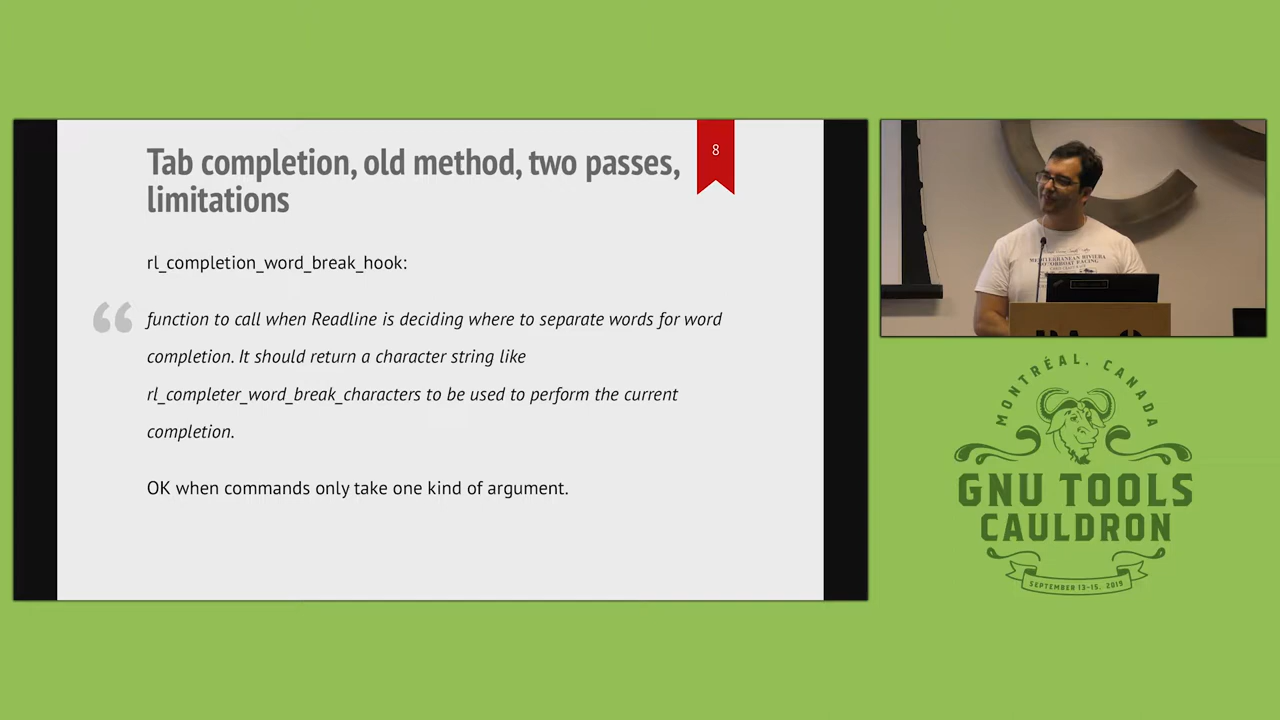 Tab completion, old method, two passes,
limitations
8
rl_completion_word_break_hook:
“ function to call when Readline is deciding where to separate words for word
completion. It should return a character string like
rl_completer_word_break_characters to be used to perform the current
completion.
OK when commands only take one kind of argument.
MEDITERRANEAN RIVIERA
MONTRÉAL, CANADA
GNU TOOLS
CAULDRON
SEPTEMBER 13-15, 2019